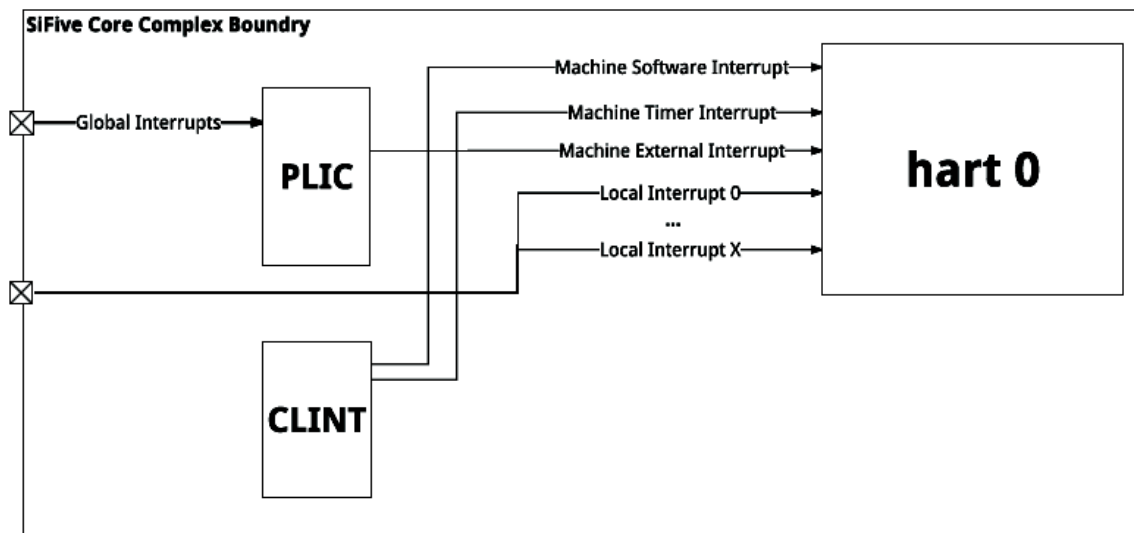 SiFive Core Complex Boundry
Machine Software Interrupt
Global Interrupts
Machine Timer Interrupt
PLIC
Machine External Interrupt
hart 0
Local Interrupt 0
...
Local Interrupt X
CLINT